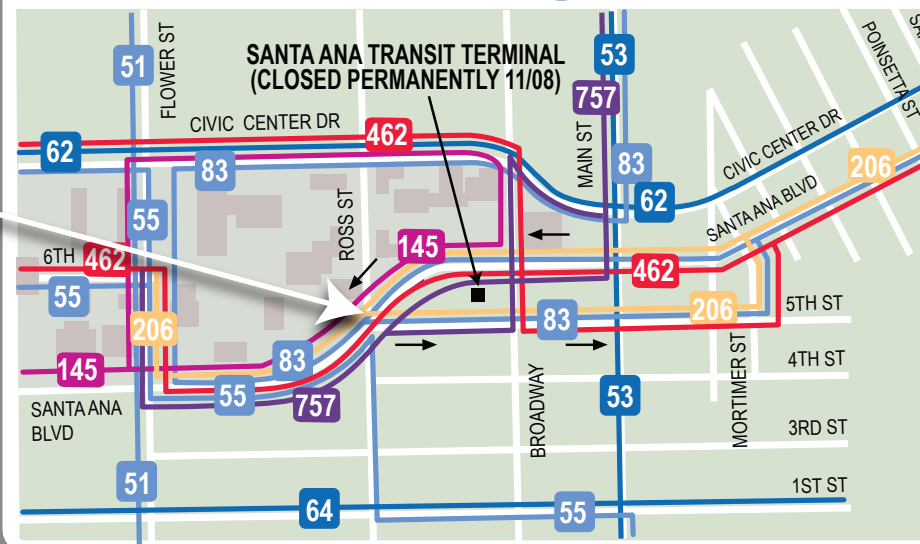 51
FLOWER ST
SANTA ANA TRANSIT TERMINAL
(CLOSED PERMANENTLY 11/08)
53
757
POINSETTA ST
CIVIC CENTER DR
462
62
83
MAIN ST
83
CIVIC CENTER DR
206
62
55
ROSS ST
145
SANTA ANA BLVD
6TH
462
462
55
206
206
83
5TH ST
145
83
4TH ST
55
757
53
SANTA ANA
BLVD
BROADWAY
MORTIMER ST
3RD ST
51
1ST ST
64
55